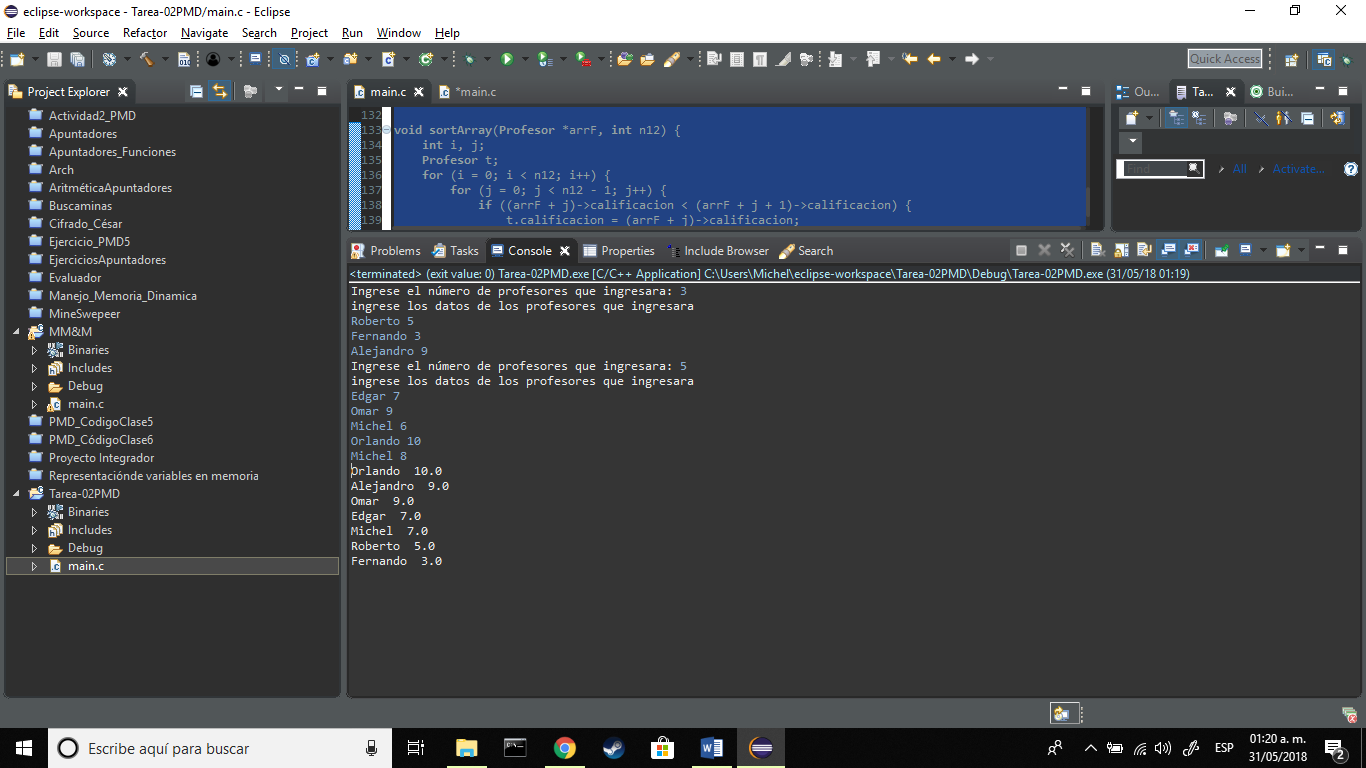 eclipse-workspace - Tarea-02PMD/main.c - Eclipse
File Edit Source Refactor Navigate Search Project Run Window Help
Quick Access
Project Explorer
Actividad2_PMD
Apuntadores
Apuntadores_Funciones
Arch
AritméticaApuntadores
Buscaminas
Cifrado_César
Ejercicio_PMD5
EjerciciosApuntadores
Evaluador
Manejo_Memoria_Dinamica
MineSwepeer
MM&M
Binaries
Includes
Debug
main.c
PMD_CodigoClase5
PMD_CódigoClase6
Proyecto Integrador
Representaciónde variables en memoria
Tarea-02PMD
Binaries
Includes
Debug
main.c
main.c *main.c
132
133 void sortArray(Profesor *arrF, int n12) {
134 int i, j;
135 Profesor t;
136 for (i = 0; i < n12; i++) {
137 for (j = 0; j < n12 - 1; j++) {
138 if ((arrF + j)->calificacion < (arrF + j + 1)->calificacion) {
139 t.calificacion = (arrF + j)->calificacion;
Ou... Ta... Bui...
Find All Activate...
Problems Tasks Console Properties Include Browser Search
<terminated> (exit value: 0) Tarea-02PMD.exe [C/C++ Application] C:\Users\Michel\eclipse-workspace\Tarea-02PMD\Debug\Tarea-02PMD.exe (31/05/18 01:19)
Ingrese el número de profesores que ingresara: 3
ingrese los datos de los profesores que ingresara
Roberto 5
Fernando 3
Alejandro 9
Ingrese el número de profesores que ingresara: 5
ingrese los datos de los profesores que ingresara
Edgar 7
Omar 9
Michel 6
Orlando 10
Michel 8
Orlando  10.0
Alejandro  9.0
Omar  9.0
Edgar  7.0
Michel  7.0
Roberto  5.0
Fernando  3.0
Escribe aquí para buscar
ESP
01:20 a. m.
31/05/2018
2